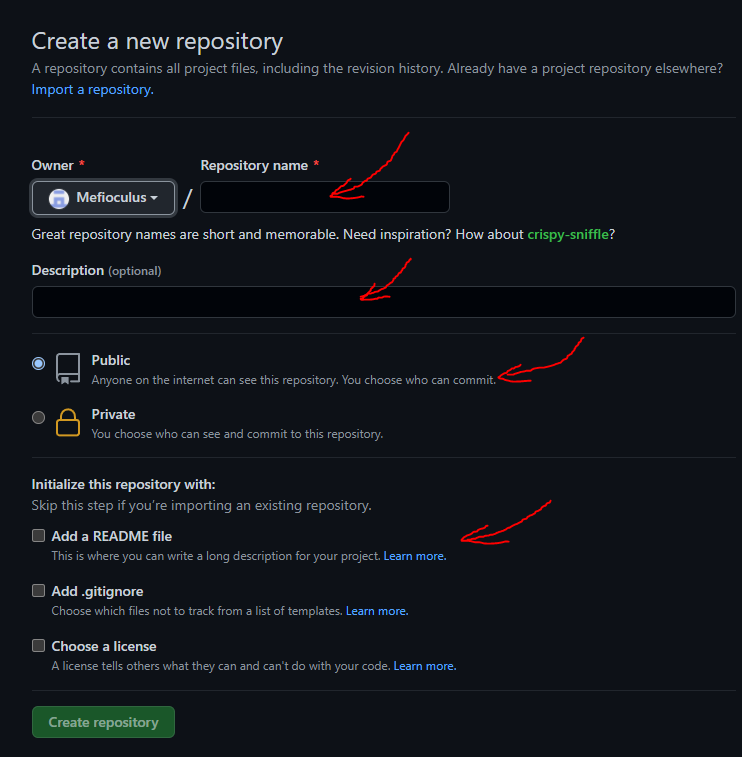 Create a new repository
A repository contains all project files, including the revision history. Already have a project repository elsewhere?
Import a repository.
Owner * Repository name *
Mefioculus /
Great repository names are short and memorable. Need inspiration? How about crispy-sniffle?
Description (optional)
Public
Anyone on the internet can see this repository. You choose who can commit.
Private
You choose who can see and commit to this repository.
Initialize this repository with:
Skip this step if you're importing an existing repository.
Add a README file
This is where you can write a long description for your project. Learn more.
Add .gitignore
Choose which files not to track from a list of templates. Learn more.
Choose a license
A license tells others what they can and can't do with your code. Learn more.
Create repository